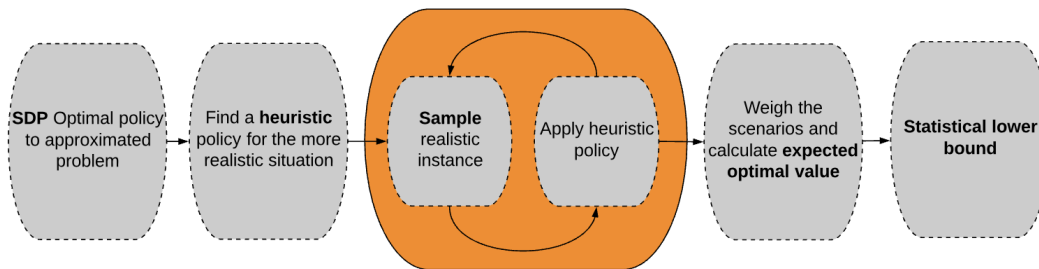 SDP Optimal policy
to approximated
problem
Find a heuristic
policy for the more
realistic situation
Sample
realistic
instance
Apply heuristic
policy
Weigh the
scenarios and
calculate expected
optimal value
Statistical lower
bound